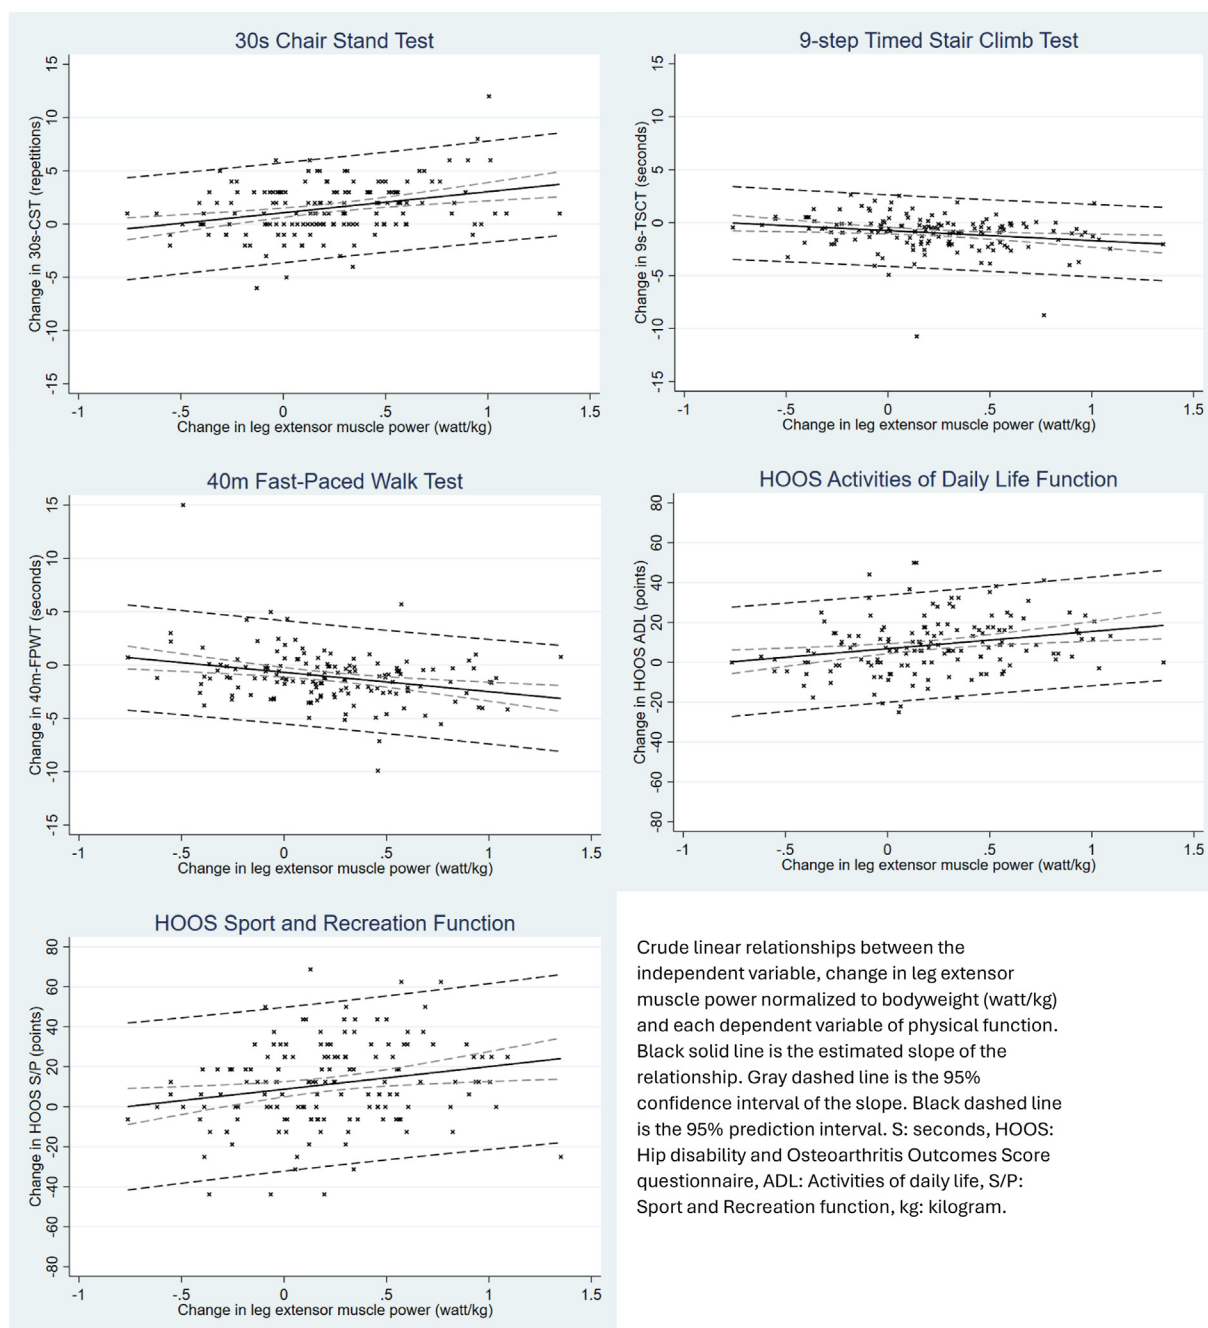 30s Chair Stand Test
Change in 30s-CST (repetitions)
15
10
5
0
-5
-10
-15
-1
-.5
0
.5
1
1.5
Change in leg extensor muscle power (watt/kg)
9-step Timed Stair Climb Test
Change in 9s-TSCT (seconds)
15
10
5
0
-5
-10
-15
-1
-.5
0
.5
1
1.5
Change in leg extensor muscle power (watt/kg)
40m Fast-Paced Walk Test
Change in 40m-FPWT (seconds)
15
10
5
0
-5
-10
-15
-1
-.5
0
.5
1
1.5
Change in leg extensor muscle power (watt/kg)
HOOS Activities of Daily Life Function
Change in HOOS ADL (points)
80
60
40
20
0
-20
-40
-60
-80
-1
-.5
0
.5
1
1.5
Change in leg extensor muscle power (watt/kg)
HOOS Sport and Recreation Function
Change in HOOS S/P (points)
80
60
40
20
0
-20
-40
-60
-80
-1
-.5
0
.5
1
1.5
Change in leg extensor muscle power (watt/kg)
Crude linear relationships between the
independent variable, change in leg extensor
muscle power normalized to bodyweight (watt/kg)
and each dependent variable of physical function.
Black solid line is the estimated slope of the
relationship. Gray dashed line is the 95%
confidence interval of the slope. Black dashed line
is the 95% prediction interval. S: seconds, HOOS:
Hip disability and Osteoarthritis Outcomes Score
questionnaire, ADL: Activities of daily life, S/P:
Sport and Recreation function, kg: kilogram.